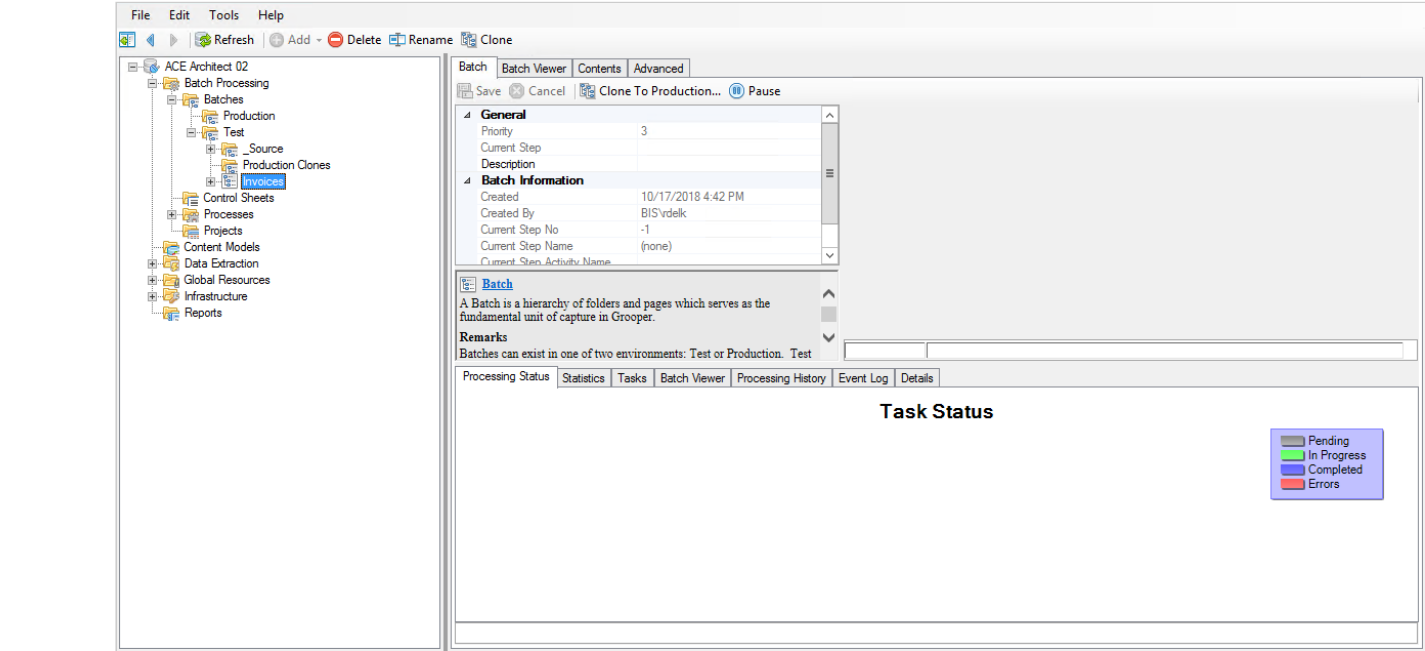 File Edit Tools Help
Refresh Add Delete Rename Clone
ACE Architect 02
Batch Processing
Batches
Production
Test
_Source
Production Clones
Invoices
Control Sheets
Processes
Projects
Content Models
Data Extraction
Global Resources
Infrastructure
Reports
Batch Batch Viewer Contents Advanced
Save Cancel Clone To Production... Pause
General
Priority 3
Current Step
Description
Batch Information
Created 10/17/2018 4:42 PM
Created By BIS\rdelk
Current Step No -1
Current Step Name (none)
Current Step Activity Name
Batch
A Batch is a hierarchy of folders and pages which serves as the
fundamental unit of capture in Grooper.
Remarks
Batches can exist in one of two environments: Test or Production. Test
Processing Status Statistics Tasks Batch Viewer Processing History Event Log Details
Task Status
Pending
In Progress
Completed
Errors